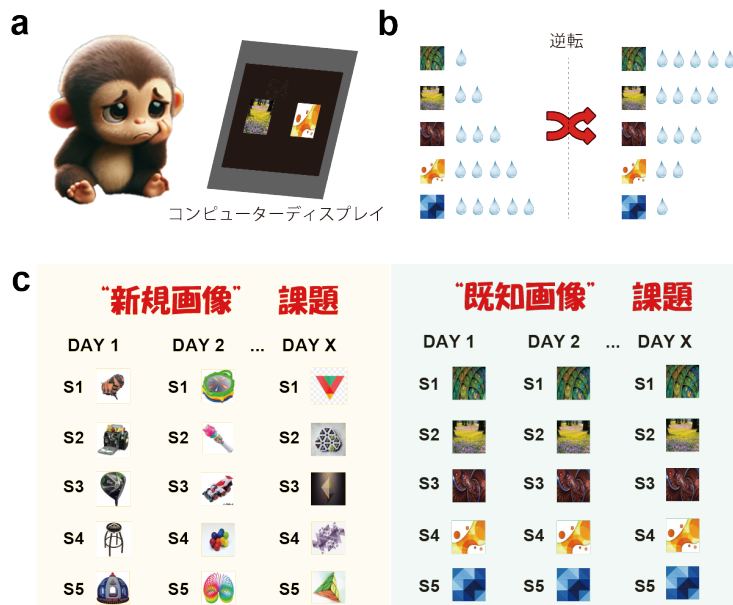 a
コンピューターディスプレイ
b
逆転
c
“新規画像” 課題
DAY 1 DAY 2 ... DAY X
S1 S1 S1
S2 S2 S2
S3 S3 S3
S4 S4 S4
S5 S5 S5
“既知画像” 課題
DAY 1 DAY 2 ... DAY X
S1 S1 S1
S2 S2 S2
S3 S3 S3
S4 S4 S4
S5 S5 S5